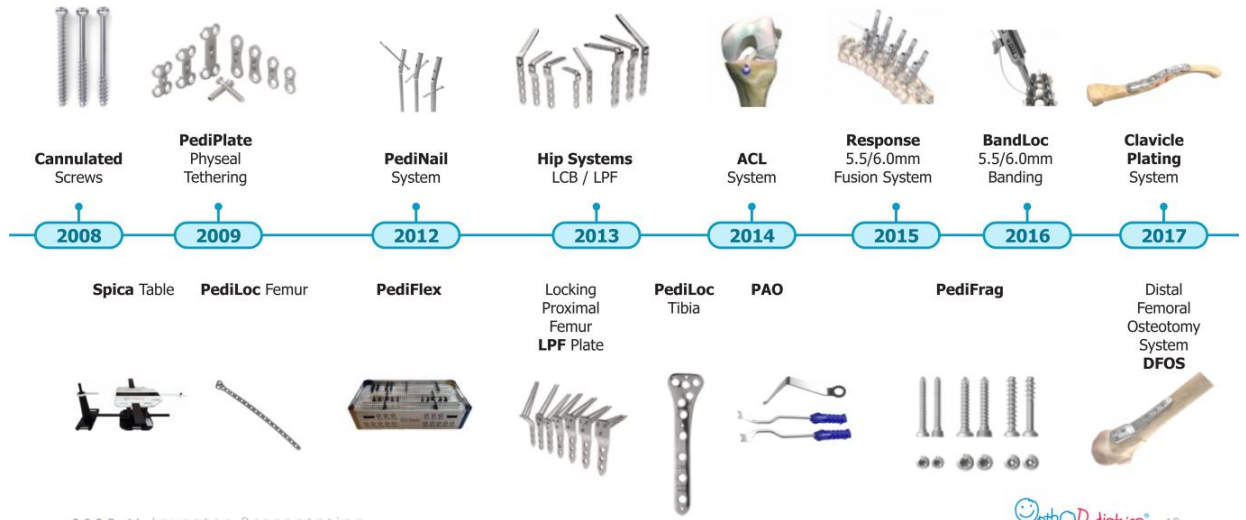 Cannulated
Screws
PediPlate
Physeal
Tethering
PediNail
System
Hip Systems
LCB / LPF
ACL
System
Response
5.5/6.0mm
Fusion System
BandLoc
5.5/6.0mm
Banding
Clavicle
Plating
System
2008
2009
2012
2013
2014
2015
2016
2017
Spica Table
PediLoc Femur
PediFlex
Locking
Proximal
Femur
LPF Plate
PediLoc
Tibia
PAO
PediFrag
Distal
Femoral
Osteotomy
System
DFOS